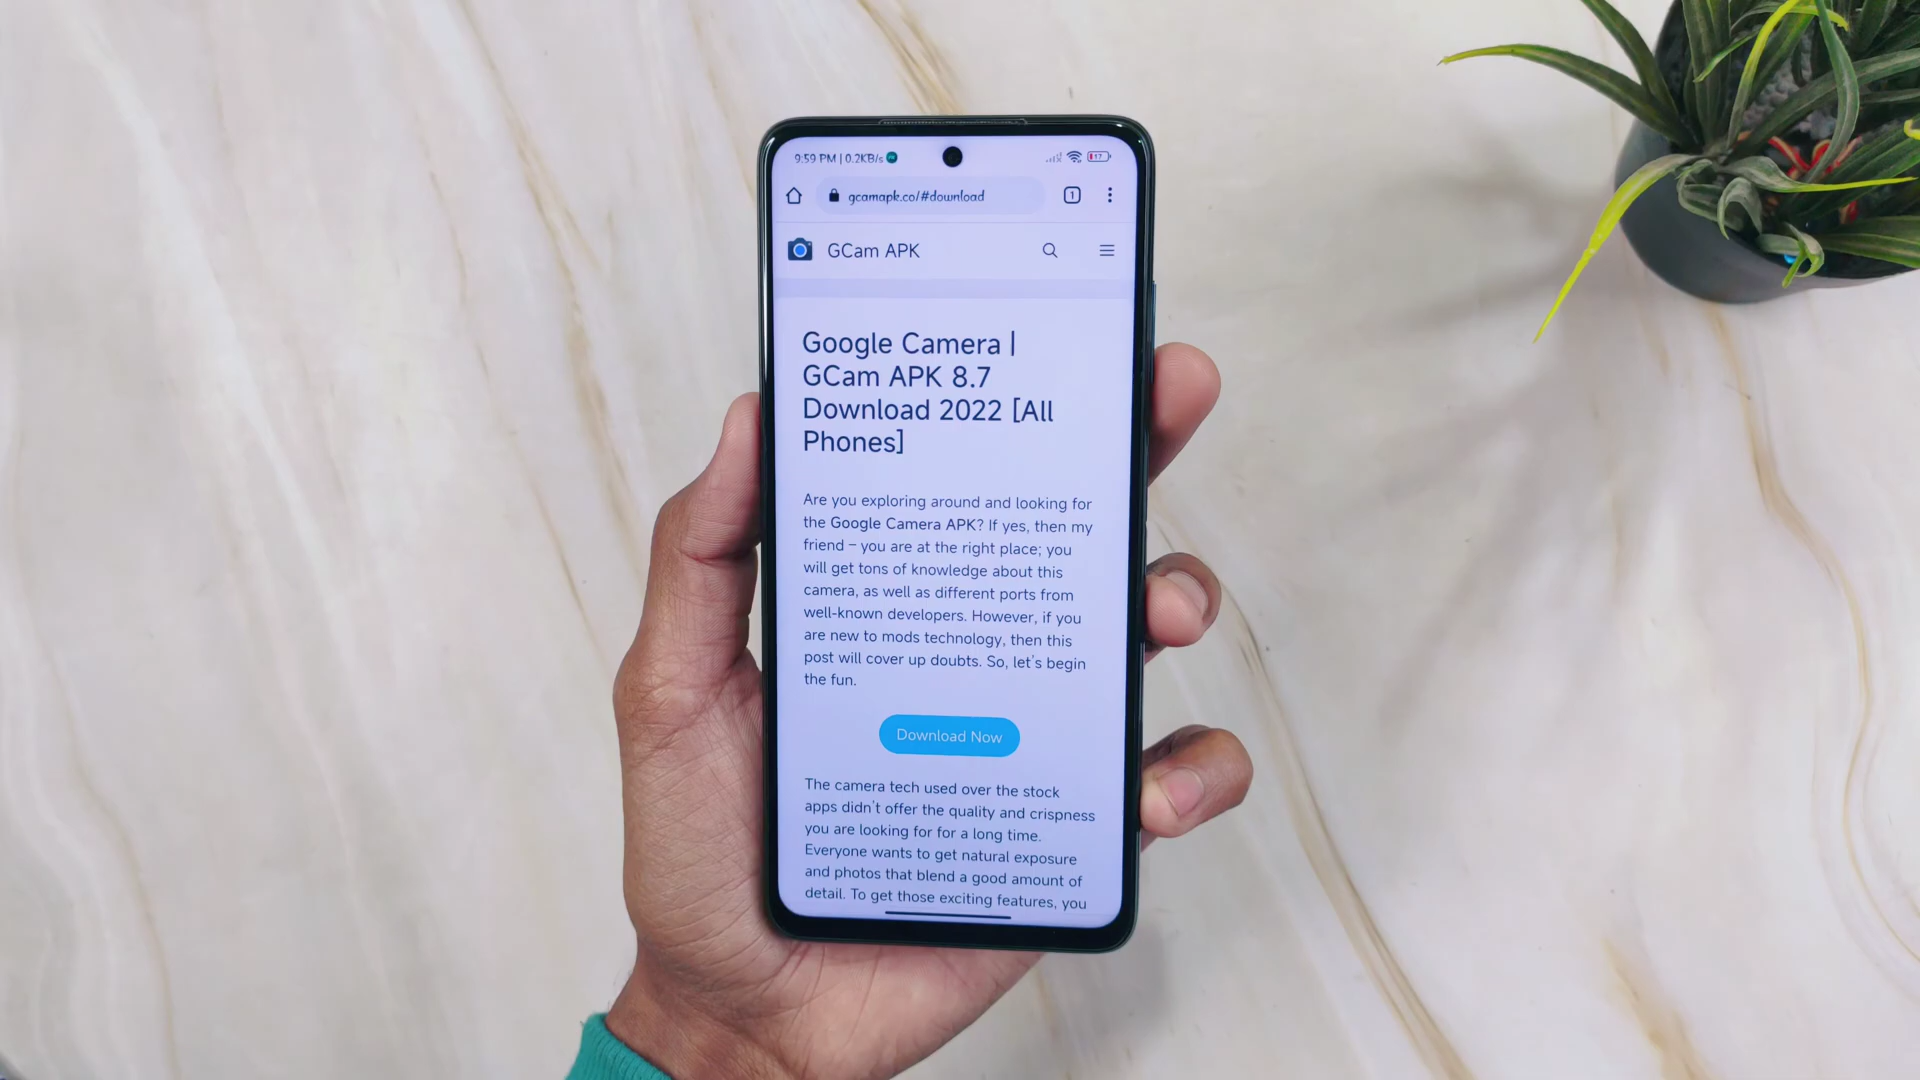 9:59 PM | 0.2KB/s
17
gcamapk.co/#download
1
GCam APK
Google Camera |
GCam APK 8.7
Download 2022 [All
Phones]
Are you exploring around and looking for
the Google Camera APK? If yes, then my
friend – you are at the right place; you
will get tons of knowledge about this
camera, as well as different ports from
well-known developers. However, if you
are new to mods technology, then this
post will cover up doubts. So, let's begin
the fun.
Download Now
The camera tech used over the stock
apps didn't offer the quality and crispness
you are looking for for a long time.
Everyone wants to get natural exposure
and photos that blend a good amount of
detail. To get those exciting features, you